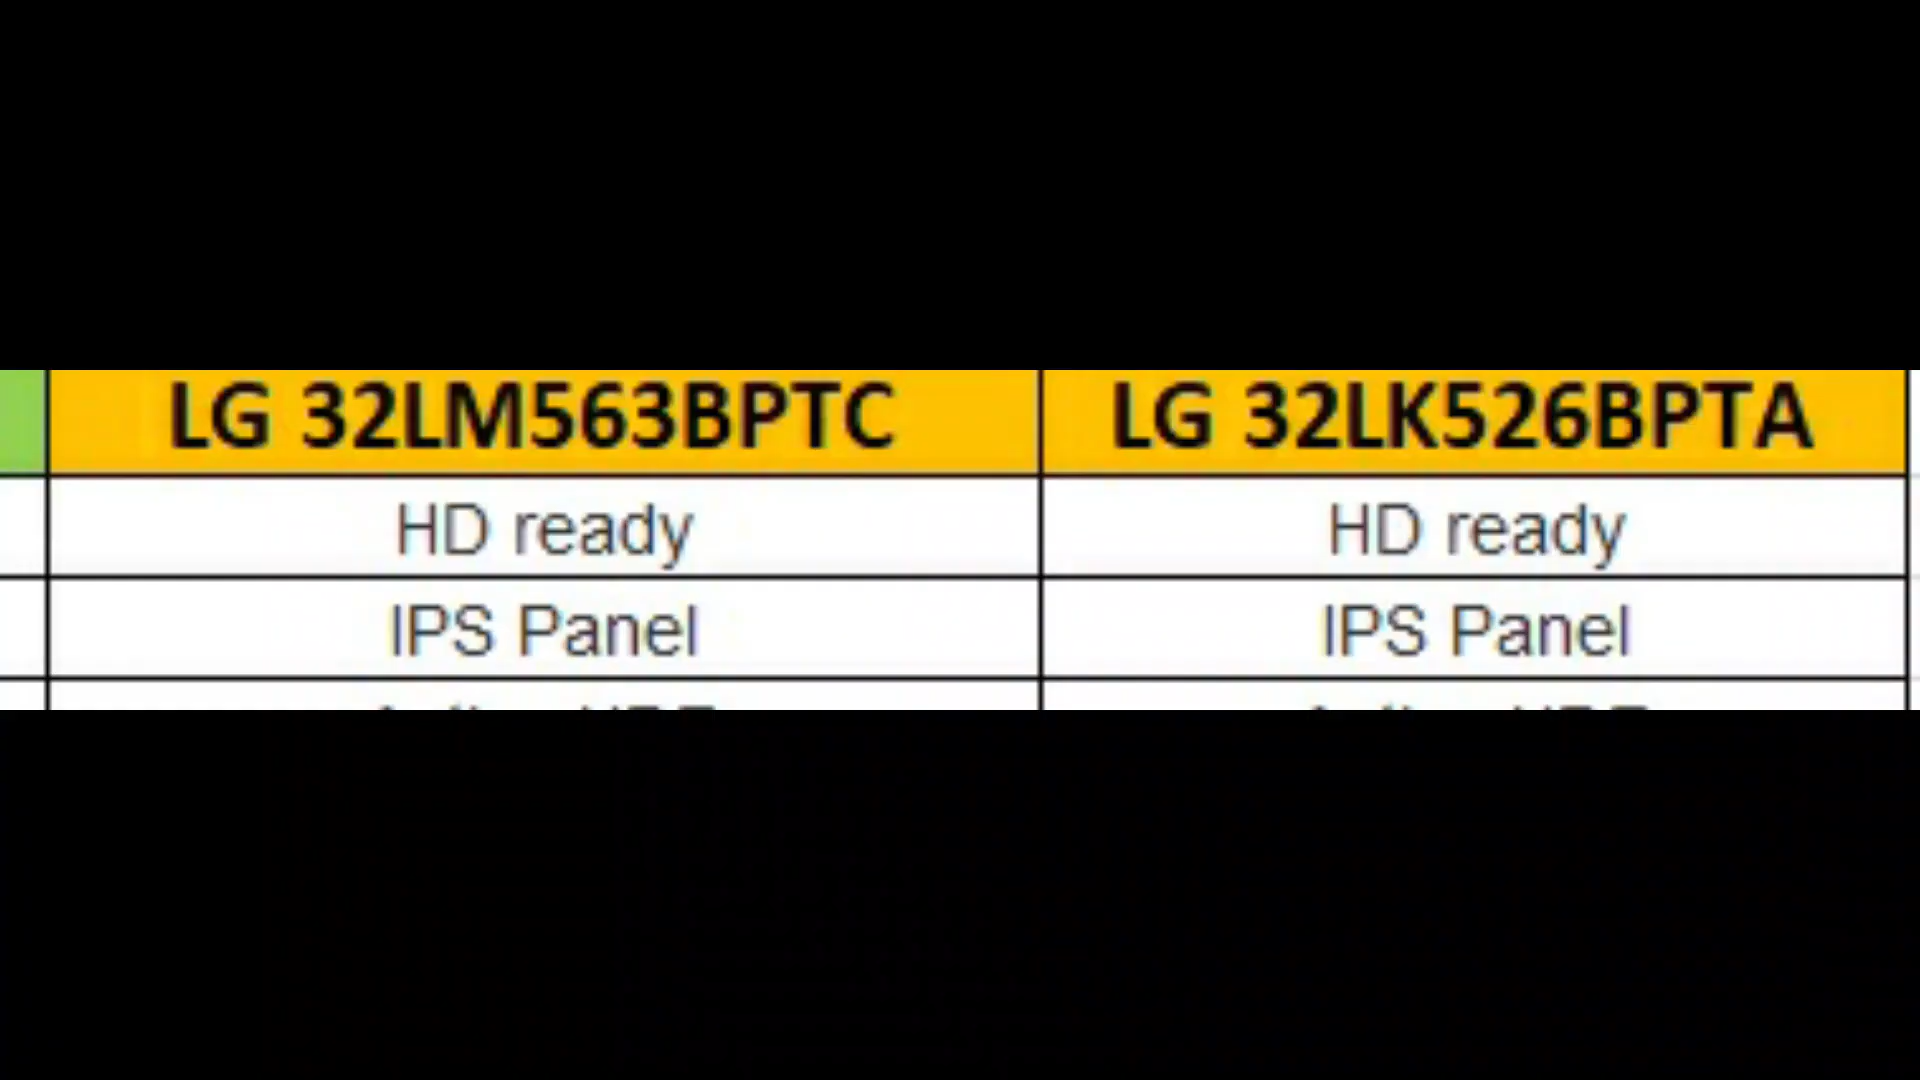 LG 32LM563BPTC LG 32LK526BPTA
HD ready HD ready
IPS Panel IPS Panel